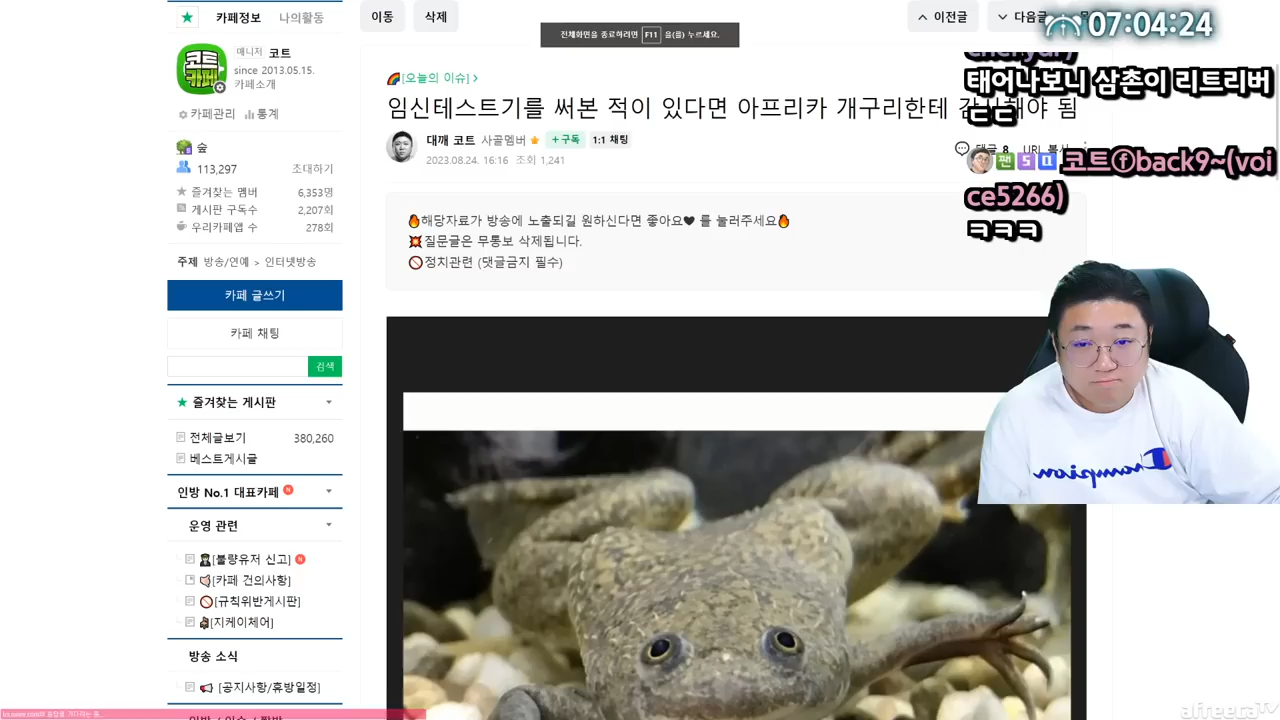 카페정보 나의활동
매니저 코트
since 2013.05.15.
카페소개
카페관리 통계
숲
113,297 초대하기
즐겨찾는 멤버 6,353명
게시판 구독수 2,207회
우리카페앱 수 278회
주제 방송/연예 > 인터넷방송
카페 글쓰기
카페 채팅
검색
즐겨찾는 게시판
전체글보기 380,260
베스트게시글
인방 No.1 대표카페 N
운영 관련
[불량유저 신고] N
[카페 건의사항]
[규칙위반게시판]
[지케이체어]
방송 소식
[공지사항/휴방일정]
이동 삭제
전체화면을 종료하려면 F11 을(를) 누르세요.
이전글 다음글
07:04:24
[오늘의 이슈] >
임신테스트기를 써본 적이 있다면 아프리카 개구리한테 감사해야 됨
대깨 코트 사골멤버 +구독 1:1 채팅
2023.08.24. 16:16 조회 1,241
댓글 8 URL 복사
해당자료가 방송에 노출되길 원하신다면 좋아요 를 눌러주세요
질문글은 무통보 삭제됩니다.
정치관련 (댓글금지 필수)
태어나보니 삼촌이 리트리버
ㄷㄷ
팬 5 코트ⓕback9~(voi
ce5266)
ㅋㅋㅋ
Champion
afreecaTV